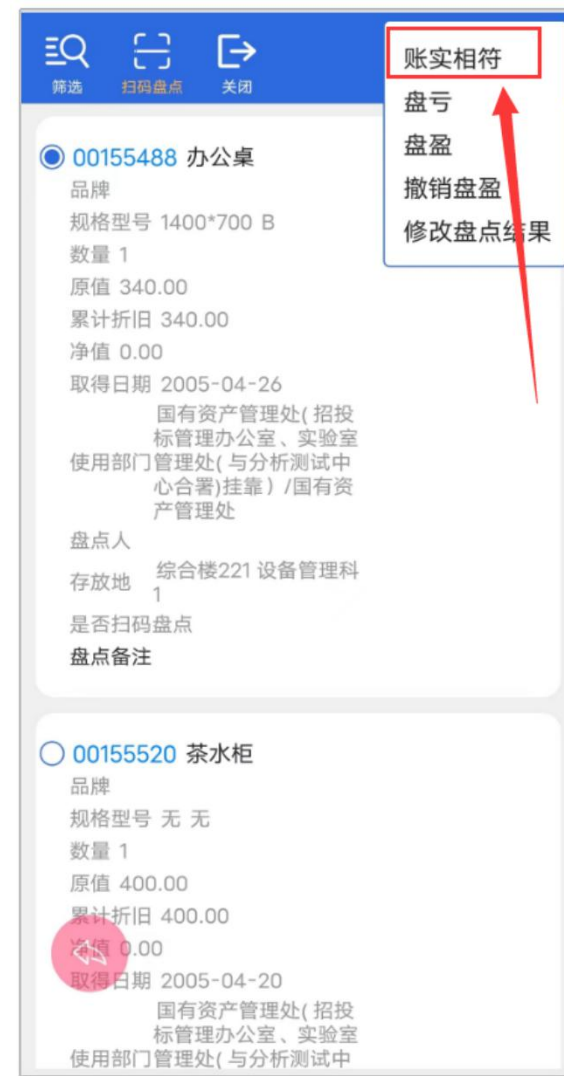 筛选 扫码盘点 关闭
账实相符
盘亏
盘盈
撤销盘盈
修改盘点结果
00155488 办公桌
品牌
规格型号 1400*700 B
数量 1
原值 340.00
累计折旧 340.00
净值 0.00
取得日期 2005-04-26
国有资产管理处( 招投
标管理办公室、实验室
使用部门 管理处( 与分析测试中
心合署)挂靠）/国有资
产管理处
盘点人
综合楼221 设备管理科
存放地
1
是否扫码盘点
盘点备注
00155520 茶水柜
品牌
规格型号 无 无
数量 1
原值 400.00
累计折旧 400.00
净值 0.00
取得日期 2005-04-20
国有资产管理处( 招投
标管理办公室、实验室
使用部门 管理处( 与分析测试中